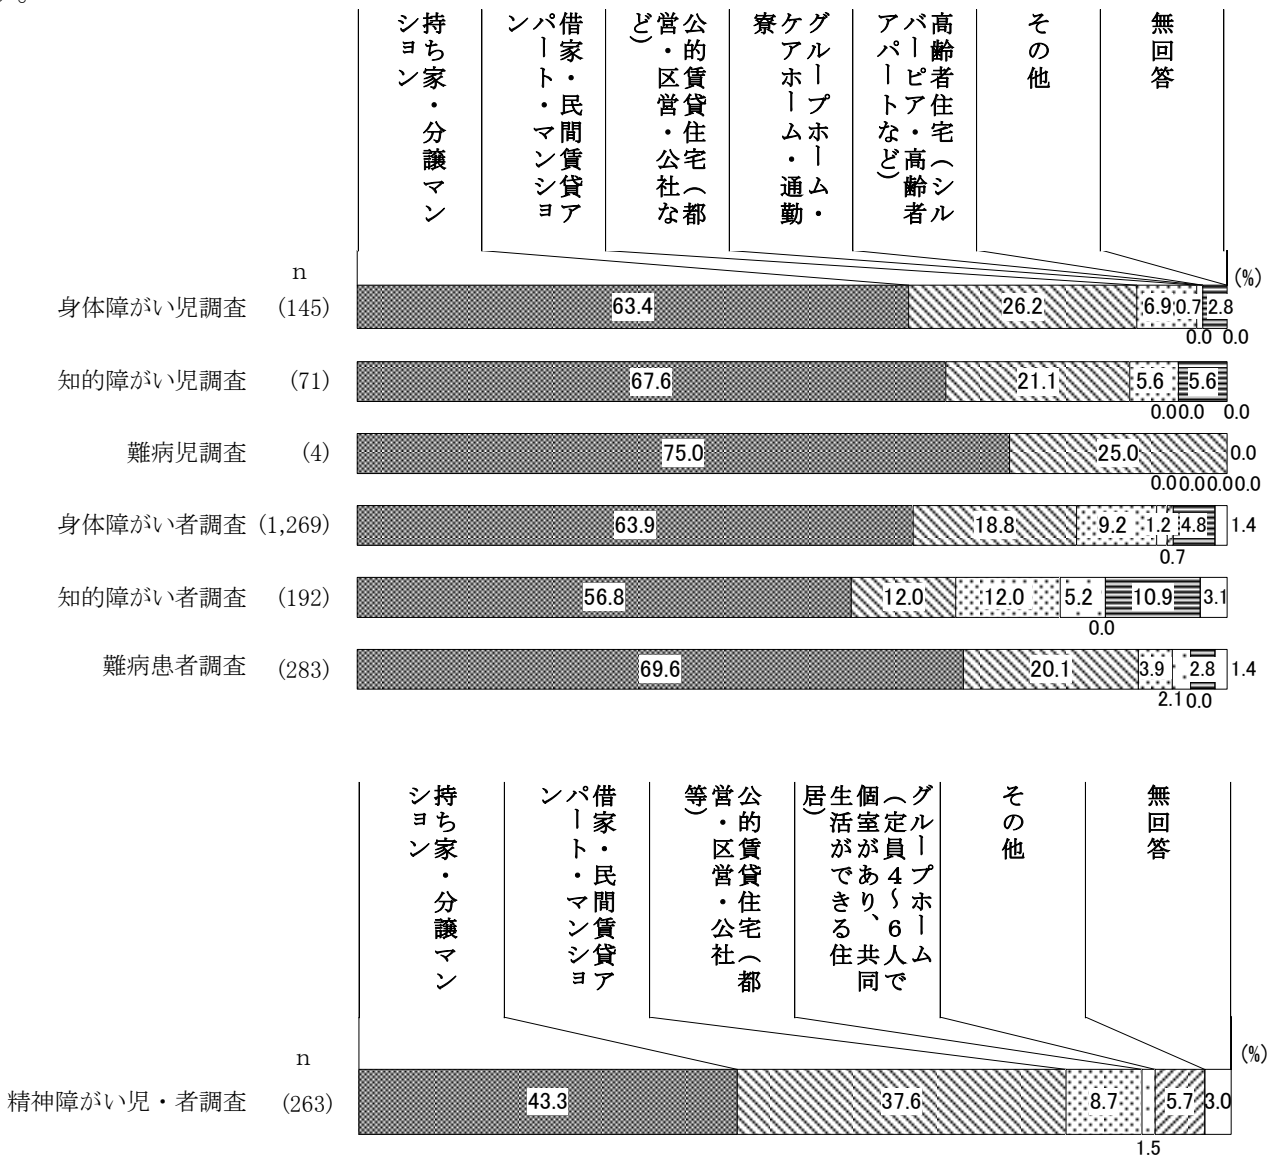 す。
持ち家・分譲マン
ション
借家・民間賃貸ア
パート・マンショ
ン
公的賃貸住宅（都
営・区営・公社な
ど）
グループホーム・
ケアホーム・通勤
寮
高齢者住宅（シル
バーピア・高齢者
アパートなど）
その他
無回答
n
(%)
身体障がい児調査 (145) 63.4 26.2 6.9 0.7 2.8
0.0 0.0
知的障がい児調査 (71) 67.6 21.1 5.6 5.6
0.0 0.0 0.0
難病児調査 (4) 75.0 25.0 0.0
0.0 0.0 0.0 0.0
身体障がい者調査 (1,269) 63.9 18.8 9.2 1.2 4.8 1.4
0.7
知的障がい者調査 (192) 56.8 12.0 12.0 5.2 10.9 3.1
0.0
難病患者調査 (283) 69.6 20.1 3.9 2.8 1.4
2.1 0.0
持ち家・分譲マン
ション
借家・民間賃貸ア
パート・マンショ
ン
公的賃貸住宅（都
営・区営・公社
等）
グループホーム
（定員４～６人で
個室があり、共同
生活ができる住
居）
その他
無回答
n
(%)
精神障がい児・者調査 (263) 43.3 37.6 8.7 5.7 3.0
1.5